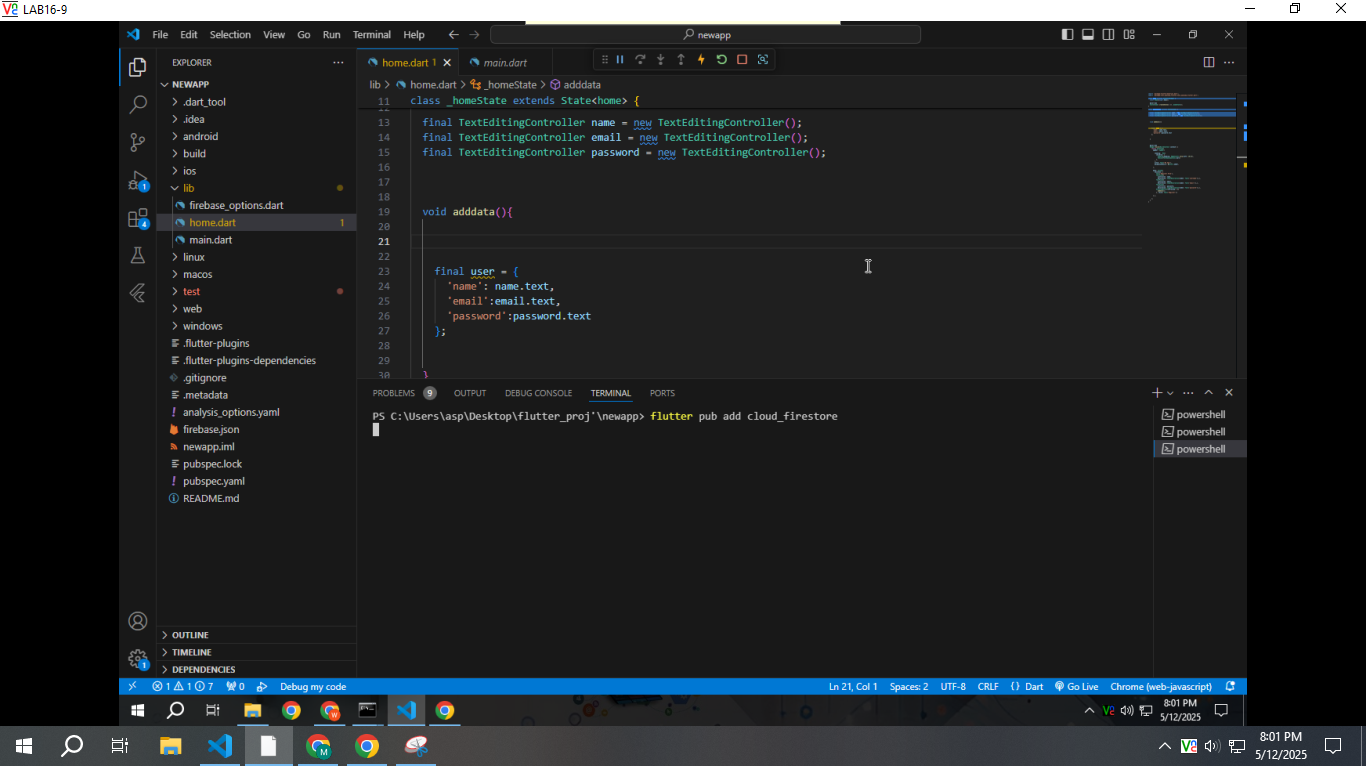 LAB16-9
File Edit Selection View Go Run Terminal Help
newapp
EXPLORER
NEWAPP
.dart_tool
.idea
android
build
ios
lib
firebase_options.dart
home.dart 1
main.dart
linux
macos
test
web
windows
.flutter-plugins
.flutter-plugins-dependencies
.gitignore
.metadata
analysis_options.yaml
firebase.json
newapp.iml
pubspec.lock
pubspec.yaml
README.md
OUTLINE
TIMELINE
DEPENDENCIES
1
4
1
home.dart 1
main.dart
lib > home.dart > _homeState > adddata
11 class _homeState extends State<home> {
12
13 final TextEditingController name = new TextEditingController();
14 final TextEditingController email = new TextEditingController();
15 final TextEditingController password = new TextEditingController();
16
17
18
19 void adddata(){
20
21
22
23 final user = {
24 'name': name.text,
25 'email':email.text,
26 'password':password.text
27 };
28
29
30 }
PROBLEMS 9 OUTPUT DEBUG CONSOLE TERMINAL PORTS
PS C:\Users\asp\Desktop\flutter_proj'\newapp> flutter pub add cloud_firestore
powershell
powershell
powershell
1 1 7 0 Debug my code Ln 21, Col 1 Spaces: 2 UTF-8 CRLF {} Dart Go Live Chrome (web-javascript)
8:01 PM
5/12/2025
8:01 PM
5/12/2025